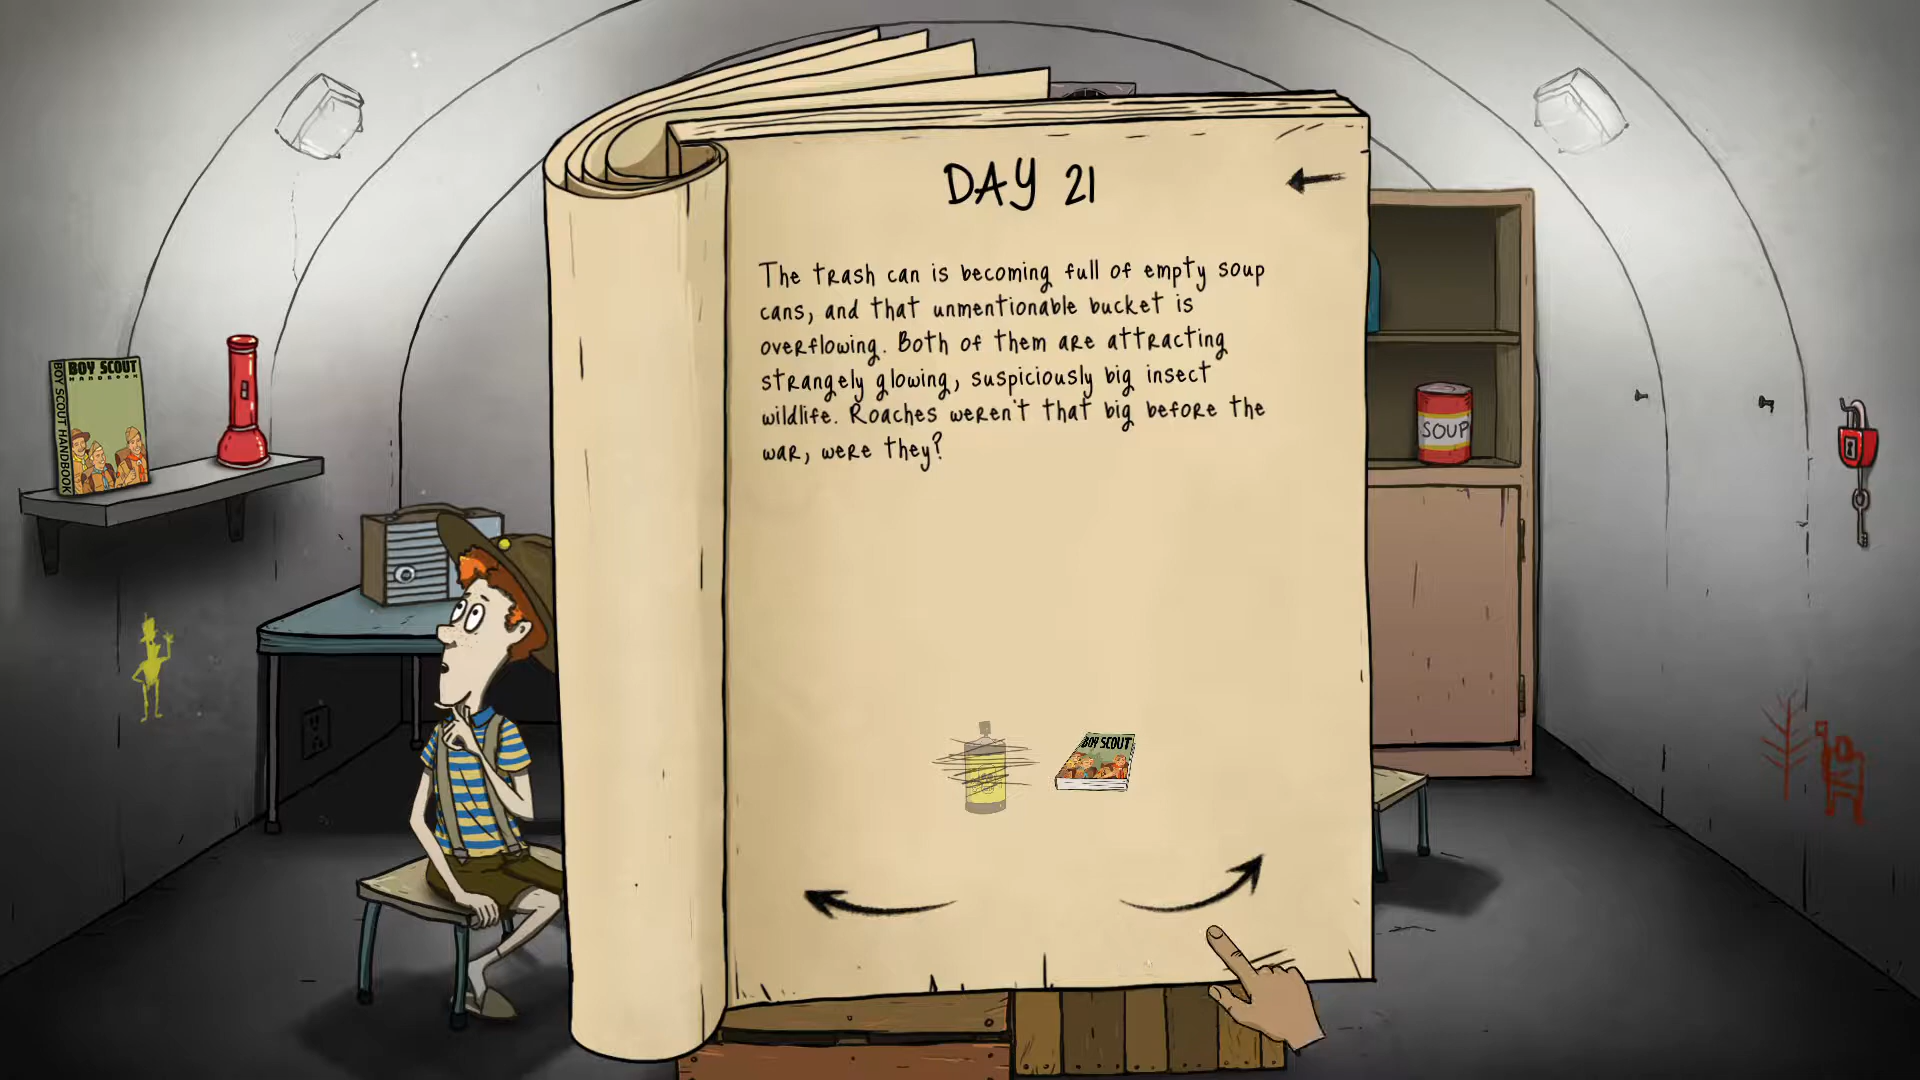 DAY 21
The trash can is becoming full of empty soup
cans, and that unmentionable bucket is
overflowing. Both of them are attracting
strangely glowing, suspiciously big insect
wildlife. Roaches weren't that big before the
war, were they?
BOY SCOUT
HANDBOOK
BOY SCOUT HANDBOOK
SOUP
BOY SCOUT